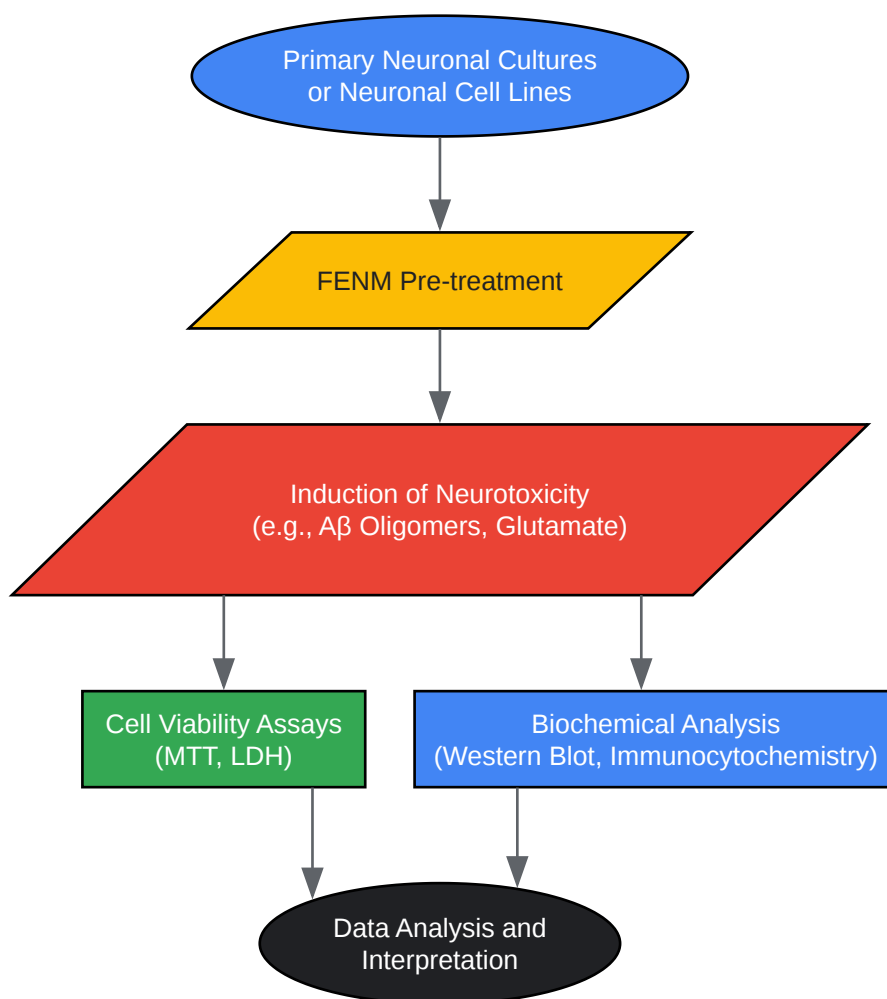 Primary Neuronal Cultures
or Neuronal Cell Lines
FENM Pre-treatment
Induction of Neurotoxicity
(e.g., Aβ Oligomers, Glutamate)
Cell Viability Assays
(MTT, LDH)
Biochemical Analysis
(Western Blot, Immunocytochemistry)
Data Analysis and
Interpretation